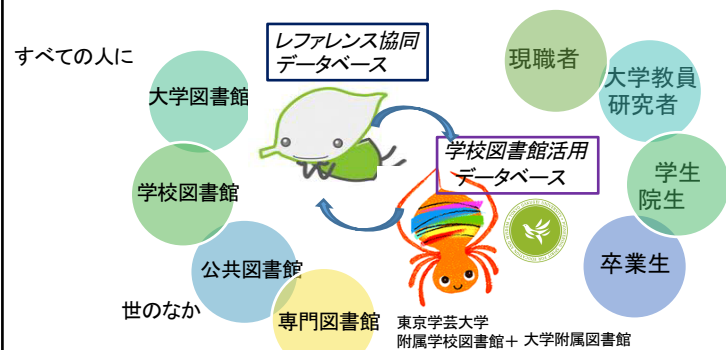 すべての人に
レファレンス協同
データベース
現職者
大学教員
研究者
大学図書館
学校図書館活用
データベース
学校図書館
学生
院生
公共図書館
卒業生
世のなか
専門図書館
東京学芸大学
附属学校図書館＋ 大学附属図書館